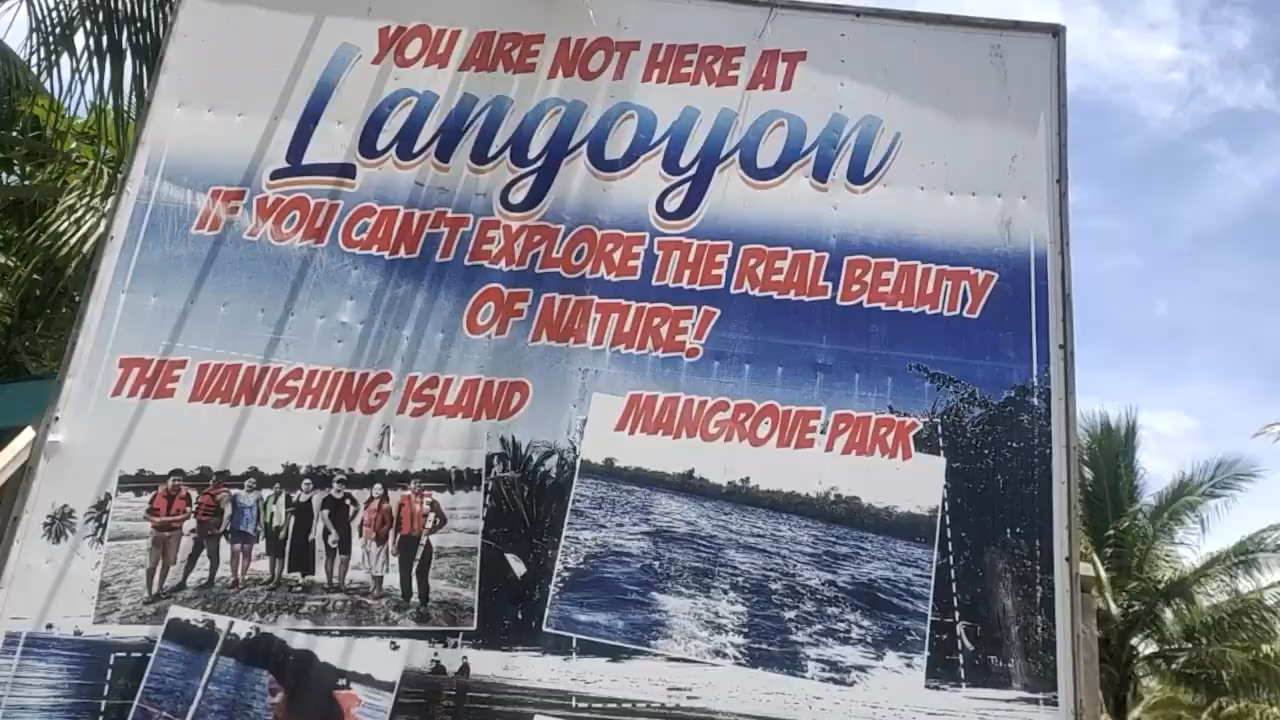 YOU ARE NOT HERE AT
Langoyon
IF YOU CAN'T EXPLORE THE REAL BEAUTY
OF NATURE!
THE VANISHING ISLAND
MANGROVE PARK